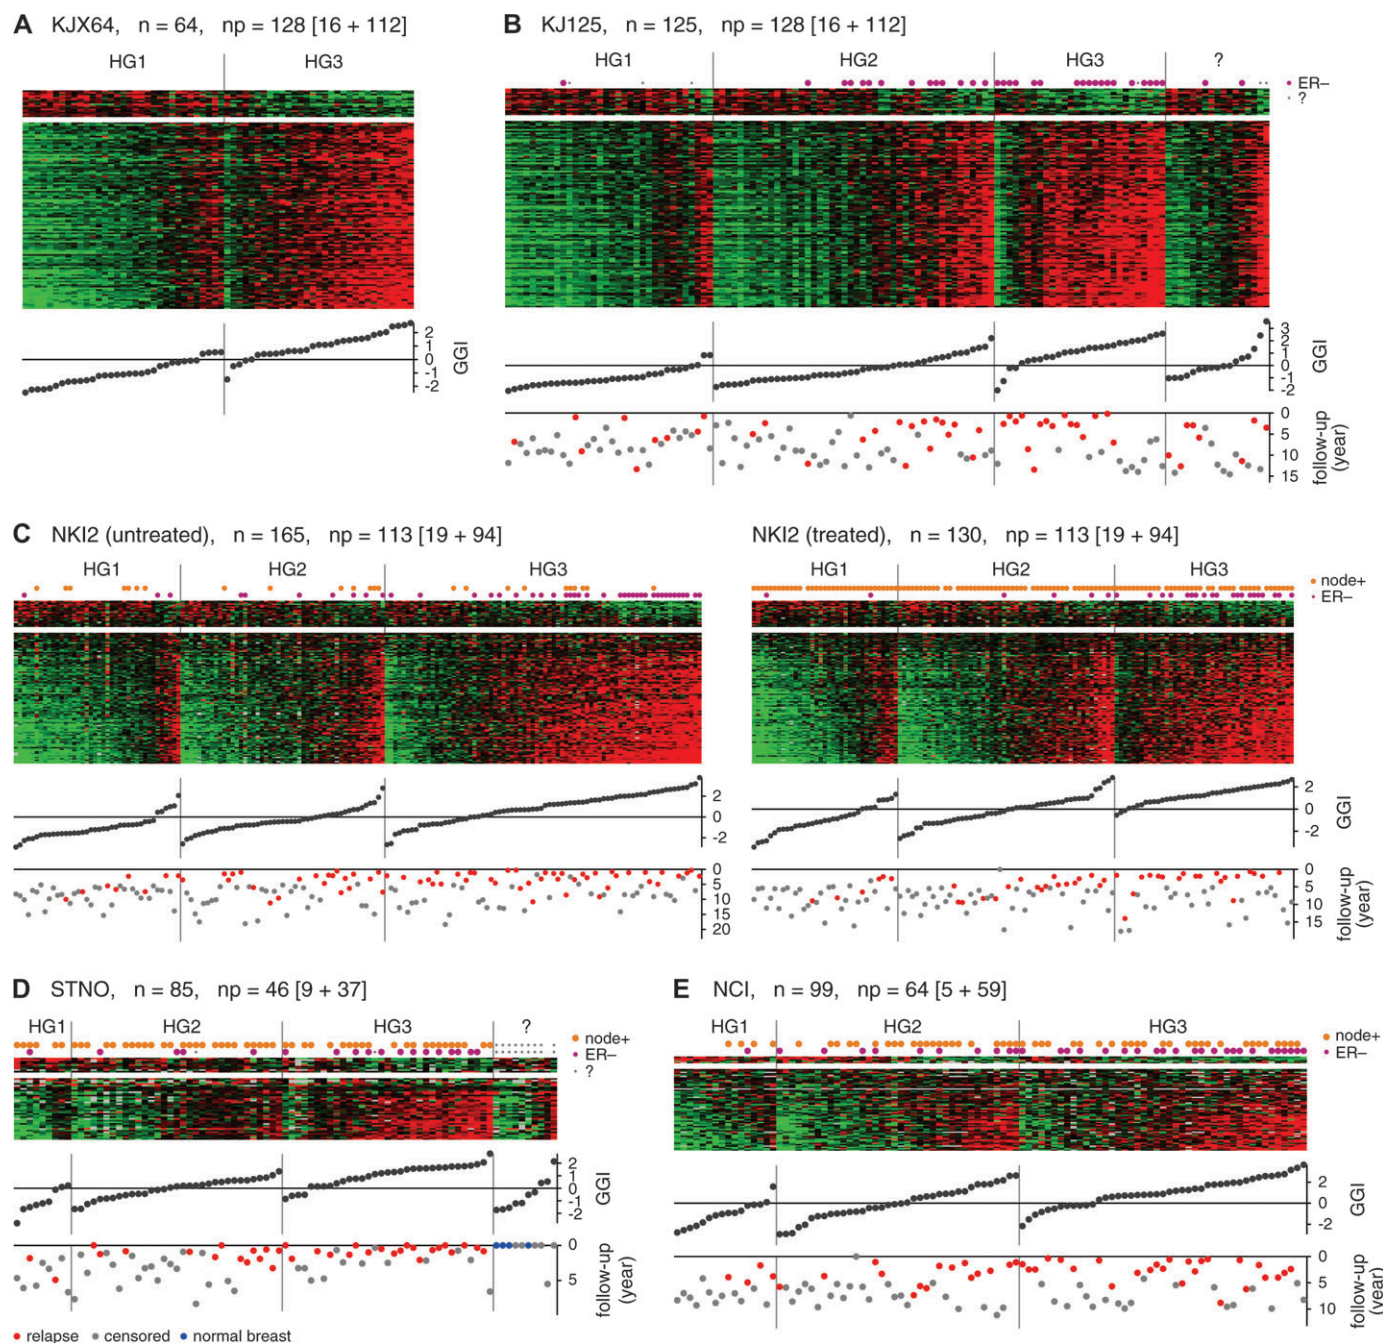 A KJX64, n = 64, np = 128 [16 + 112]
HG1 HG3
2
1
0
-1
-2
GGI
B KJ125, n = 125, np = 128 [16 + 112]
HG1 HG2 HG3 ?
ER–
?
3
2
1
0
-1
-2
GGI
0
5
10
15
follow-up
(year)
C NKI2 (untreated), n = 165, np = 113 [19 + 94]
HG1 HG2 HG3
2
0
-2
0
5
10
15
20
NKI2 (treated), n = 130, np = 113 [19 + 94]
HG1 HG2 HG3
node+
ER–
2
0
-2
GGI
0
5
10
15
follow-up
(year)
D STNO, n = 85, np = 46 [9 + 37]
HG1 HG2 HG3 ?
node+
ER–
?
2
1
0
-1
-2
GGI
0
5
follow-up
(year)
relapse censored normal breast
E NCI, n = 99, np = 64 [5 + 59]
HG1 HG2 HG3
node+
ER–
2
0
-2
GGI
0
5
10
follow-up
(year)